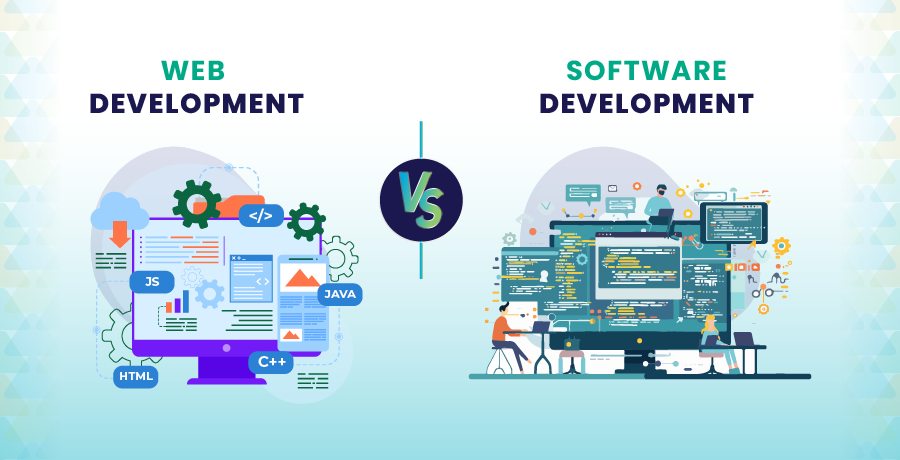 WEB
DEVELOPMENT
SOFTWARE
DEVELOPMENT
VS
</>
JS
< >
JAVA
C++
HTML